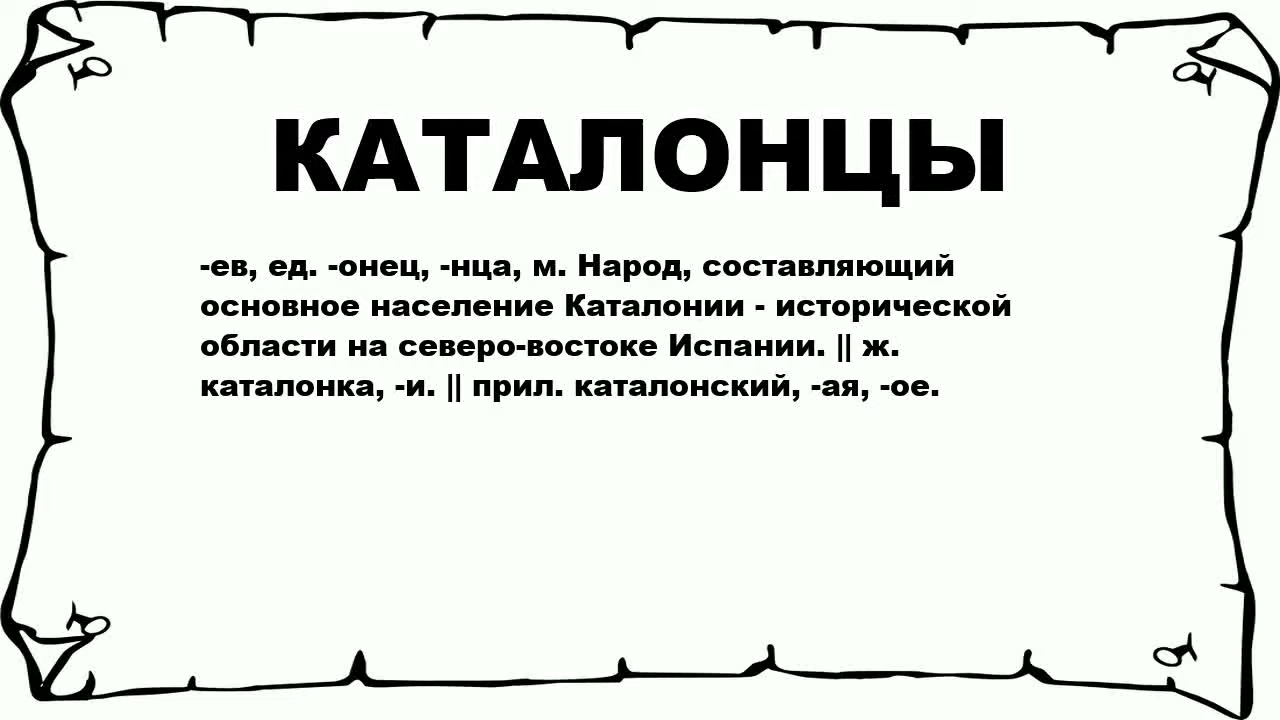 КАТАЛОНЦЫ
-ев, ед. -онец, -нца, м. Народ, составляющий
основное население Каталонии - исторической
области на северо-востоке Испании. || ж.
каталонка, -и. || прил. каталонский, -ая, -ое.